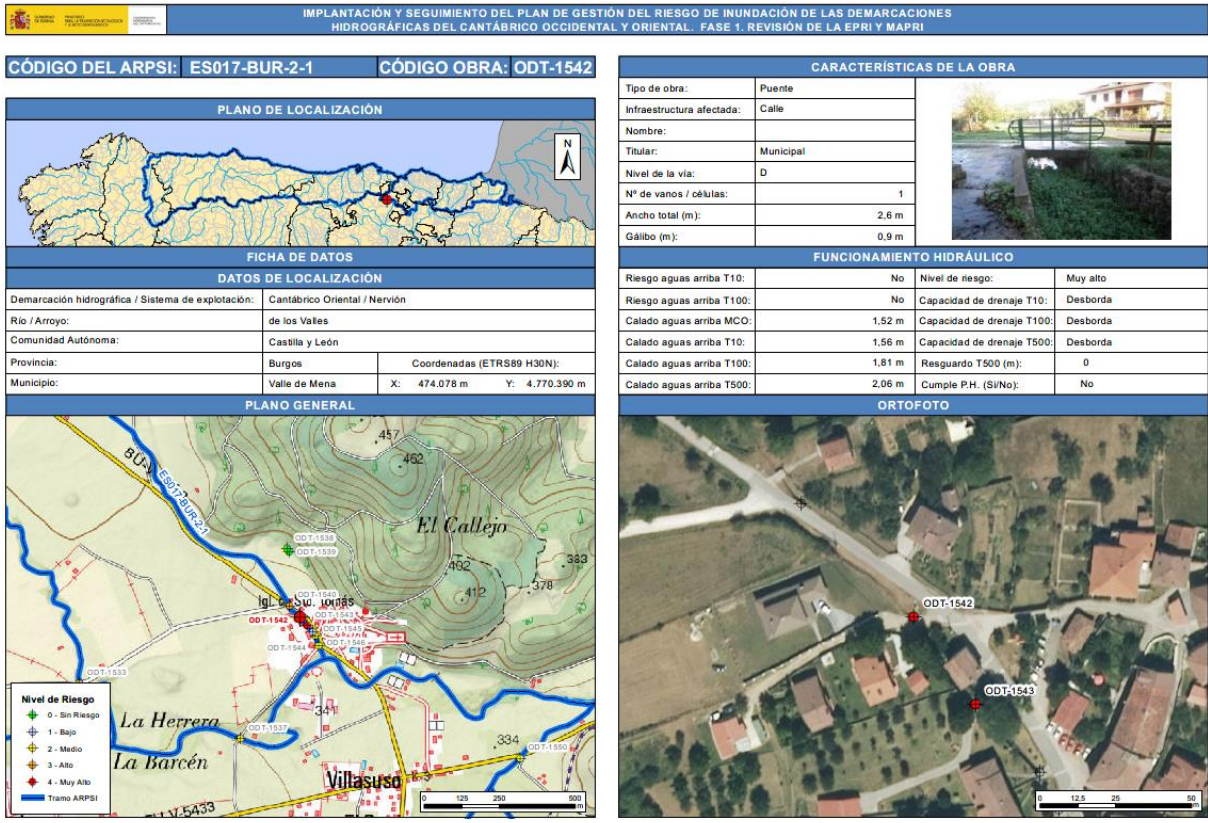 IMPLANTACIÓN Y SEGUIMIENTO DEL PLAN DE GESTIÓN DEL RIESGO DE INUNDACIÓN DE LAS DEMARCACIONES
HIDROGRÁFICAS DEL CANTÁBRICO OCCIDENTAL Y ORIENTAL. FASE 1. REVISIÓN DE LA EPRI Y MAPRI
CÓDIGO DEL ARPSI: ES017-BUR-2-1 CÓDIGO OBRA: ODT-1542
PLANO DE LOCALIZACIÓN
N
FICHA DE DATOS
DATOS DE LOCALIZACIÓN
Demarcación hidrográfica / Sistema de explotación: Cantábrico Oriental / Nervión
Río / Arroyo: de los Valles
Comunidad Autónoma: Castilla y León
Provincia: Burgos Coordenadas (ETRS89 H30N):
Municipio: Valle de Mena X: 474.078 m Y: 4.770.390 m
PLANO GENERAL
457
462
BU-
ES017-BUR-2-1
El Callejo
ODT-1538
ODT-1539
402
383
378
412
ODT-1540
Igl. Sto. Tomás
ODT-1542
ODT-1543
ODT-1545
ODT-1544
ODT-1546
ODT-1533
341
La Herrera
ODT-1537
334
ODT-1550
La Barcén
Villasuso
-5433
Nivel de Riesgo
0 - Sin Riesgo
1 - Bajo
2 - Medio
3 - Alto
4 - Muy Alto
Tramo ARPSI
0 125 250 500
m
CARACTERÍSTICAS DE LA OBRA
Tipo de obra: Puente
Infraestructura afectada: Calle
Nombre:
Titular: Municipal
Nivel de la vía: D
Nº de vanos / células: 1
Ancho total (m): 2,6 m
Gálibo (m): 0,9 m
FUNCIONAMIENTO HIDRÁULICO
Riesgo aguas arriba T10: No Nivel de riesgo: Muy alto
Riesgo aguas arriba T100: No Capacidad de drenaje T10: Desborda
Calado aguas arriba MCO: 1,52 m Capacidad de drenaje T100: Desborda
Calado aguas arriba T10: 1,56 m Capacidad de drenaje T500: Desborda
Calado aguas arriba T100: 1,81 m Resguardo T500 (m): 0
Calado aguas arriba T500: 2,06 m Cumple P.H. (Si/No): No
ORTOFOTO
ODT-1542
ODT-1543
0 12,5 25 50
m